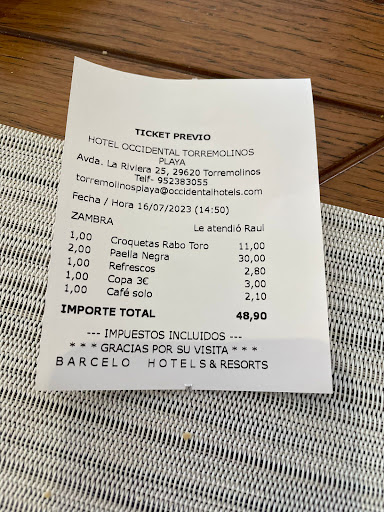 TICKET PREVIO
HOTEL OCCIDENTAL TORREMOLINOS
PLAYA
Avda. La Riviera 25, 29620 Torremolinos
Telf- 952383055
torremolinosplaya@occidentalhotels.com
Fecha / Hora 16/07/2023 (14:50)
ZAMBRA Le atendió Raul
1,00 Croquetas Rabo Toro 11,00
2,00 Paella Negra 30,00
1,00 Refrescos 2,80
1,00 Copa 3€ 3,00
1,00 Café solo 2,10
IMPORTE TOTAL 48,90
--- IMPUESTOS INCLUIDOS ---
* * * GRACIAS POR SU VISITA * * *
B A R C E L O H O T E L S & RESORTS